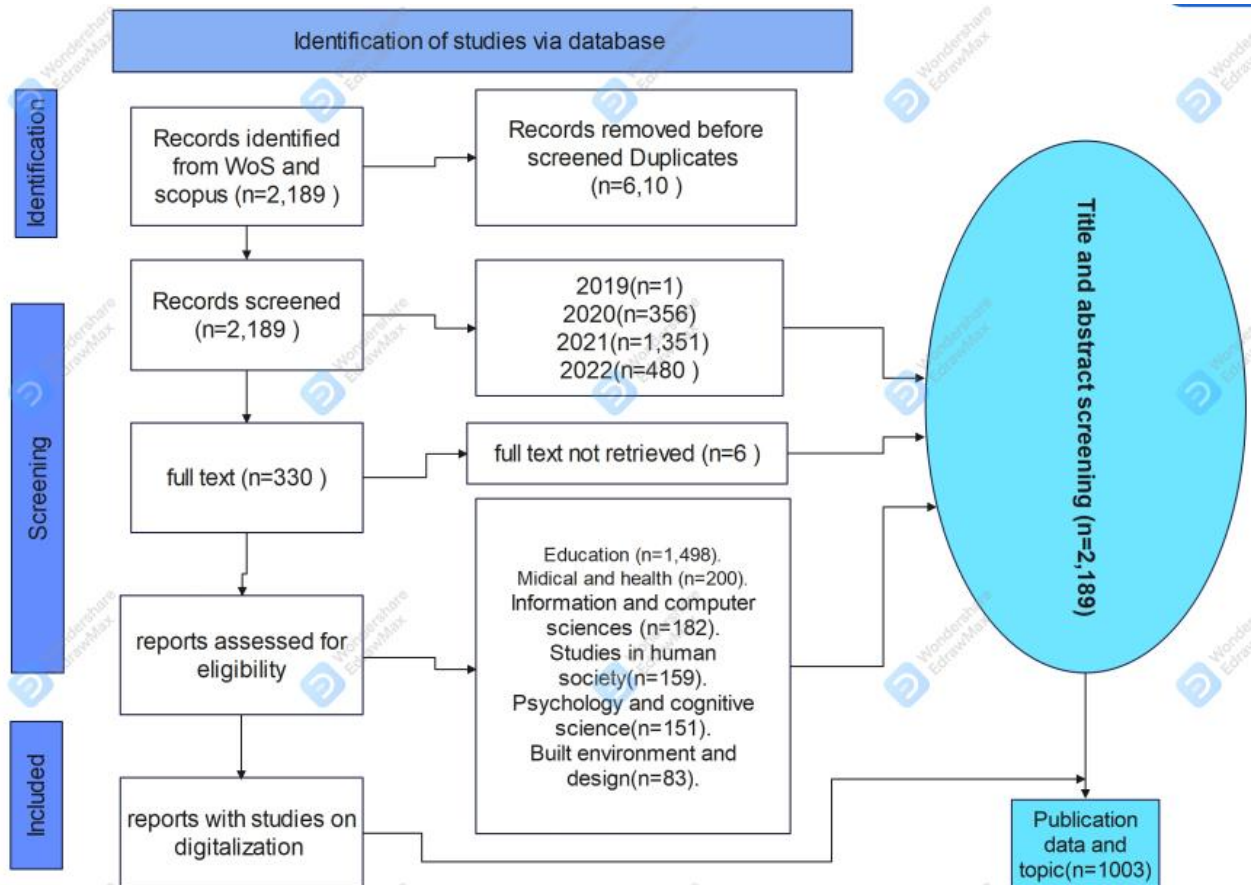 Identification of studies via database
Identification
Records identified
from WoS and
scopus (n=2,189 )
Records removed before
screened Duplicates
(n=6,10 )
Screening
Records screened
(n=2,189 )
2019(n=1)
2020(n=356)
2021(n=1,351)
2022(n=480 )
full text (n=330 )
full text not retrieved (n=6 )
reports assessed for
eligibility
Education (n=1,498).
Midical and health (n=200).
Information and computer
sciences (n=182).
Studies in human
society(n=159).
Psychology and cognitive
science(n=151).
Built environment and
design(n=83).
Title and abstract screening (n=2,189)
Included
reports with studies on
digitalization
Publication
data and
topic(n=1003)
Wondershare
EdrawMax